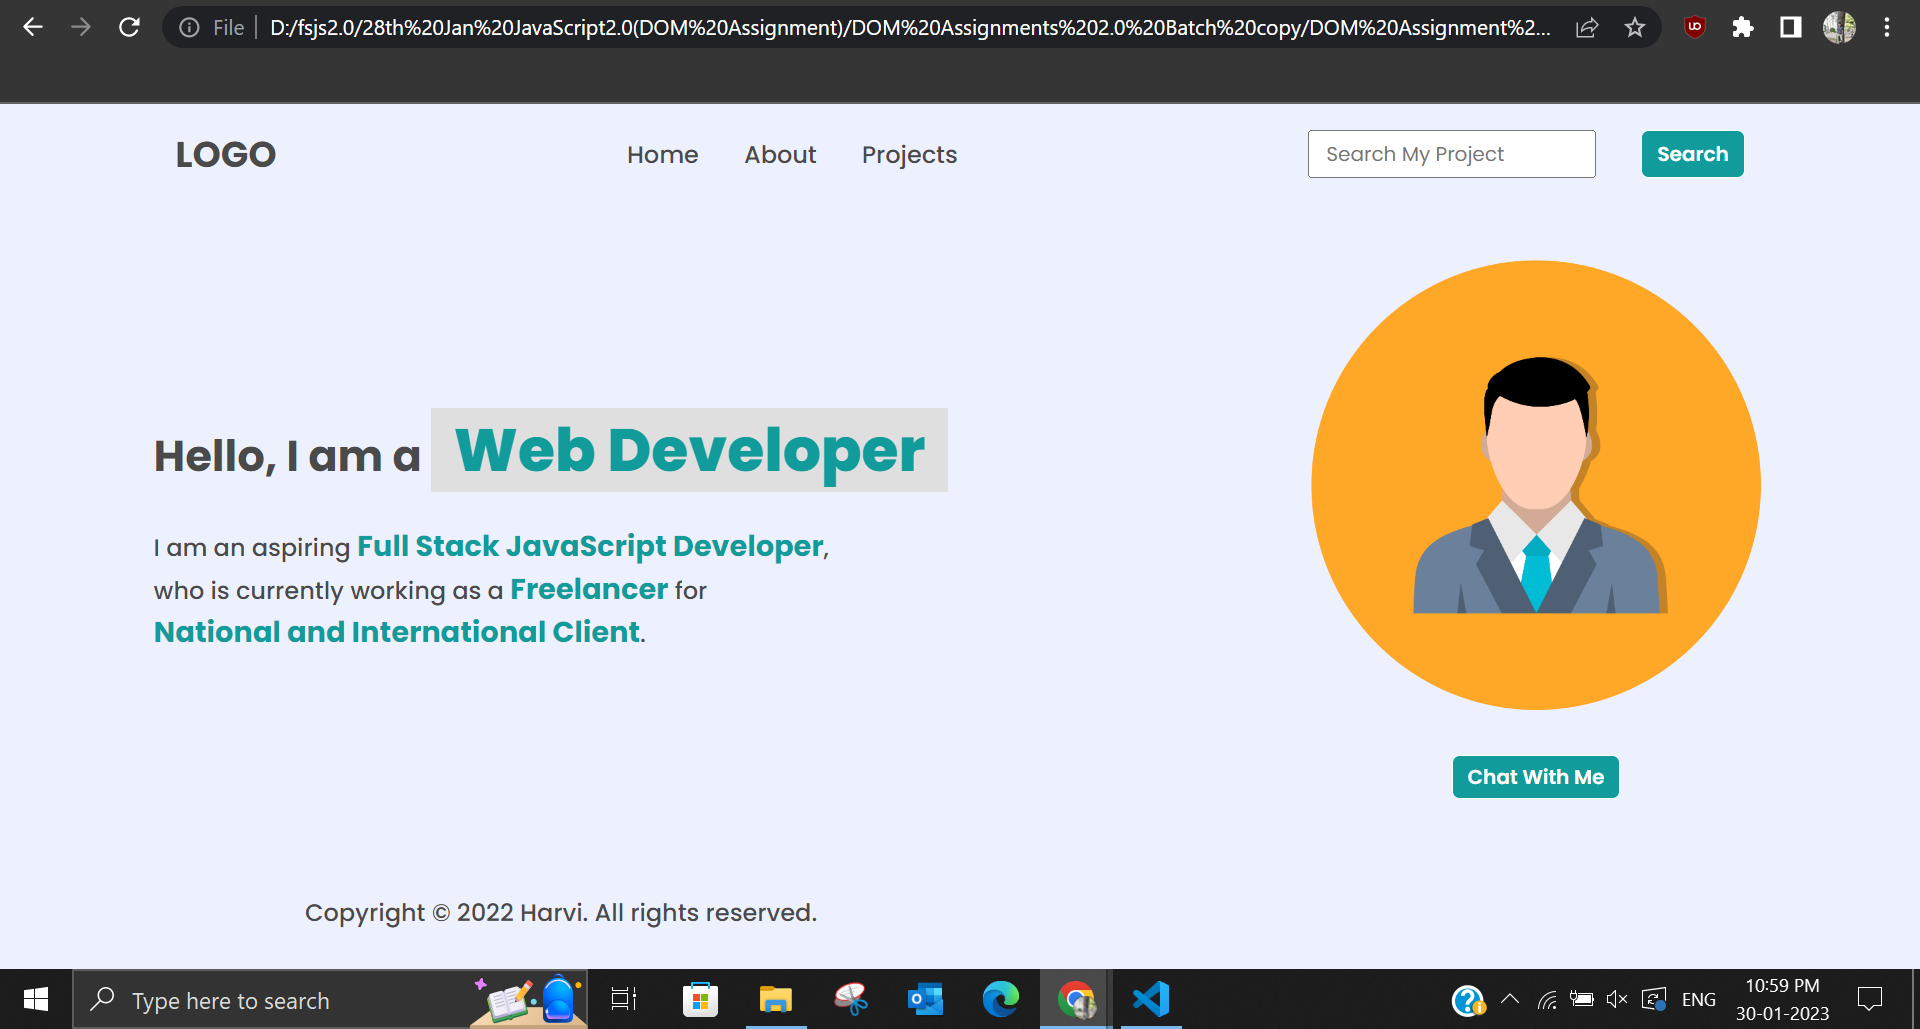 File
D:/fsjs2.0/28th%20Jan%20JavaScript2.0(DOM%20Assignment)/DOM%20Assignments%202.0%20Batch%20copy/DOM%20Assignment%2...
LOGO
Home About Projects
Search My Project
Search
Hello, I am a Web Developer
I am an aspiring Full Stack JavaScript Developer,
who is currently working as a Freelancer for
National and International Client.
Chat With Me
Copyright © 2022 Harvi. All rights reserved.
Type here to search
ENG
10:59 PM
30-01-2023